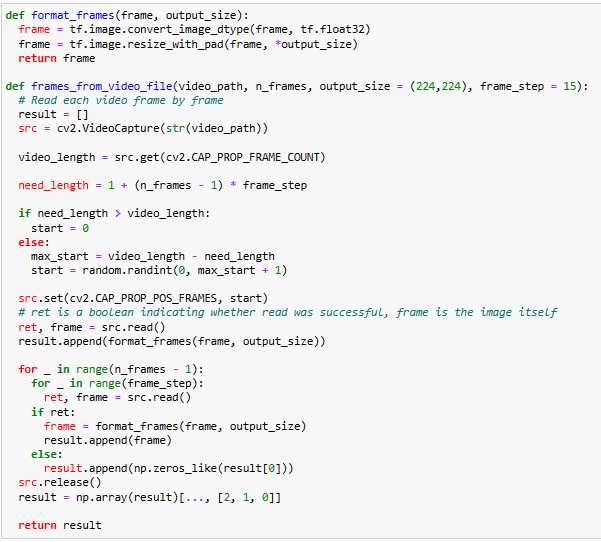 def format_frames(frame, output_size):
  frame = tf.image.convert_image_dtype(frame, tf.float32)
  frame = tf.image.resize_with_pad(frame, *output_size)
  return frame

def frames_from_video_file(video_path, n_frames, output_size = (224,224), frame_step = 15):
  # Read each video frame by frame
  result = []
  src = cv2.VideoCapture(str(video_path))

  video_length = src.get(cv2.CAP_PROP_FRAME_COUNT)

  need_length = 1 + (n_frames - 1) * frame_step

  if need_length > video_length:
    start = 0
  else:
    max_start = video_length - need_length
    start = random.randint(0, max_start + 1)

  src.set(cv2.CAP_PROP_POS_FRAMES, start)
  # ret is a boolean indicating whether read was successful, frame is the image itself
  ret, frame = src.read()
  result.append(format_frames(frame, output_size))

  for _ in range(n_frames - 1):
    for _ in range(frame_step):
      ret, frame = src.read()
    if ret:
      frame = format_frames(frame, output_size)
      result.append(frame)
    else:
      result.append(np.zeros_like(result[0]))
  src.release()
  result = np.array(result)[..., [2, 1, 0]]

  return result